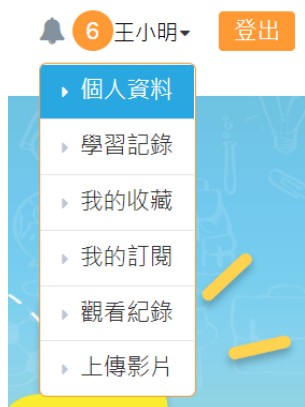 6 王小明 登出
個人資料
學習記錄
我的收藏
我的訂閱
觀看紀錄
上傳影片